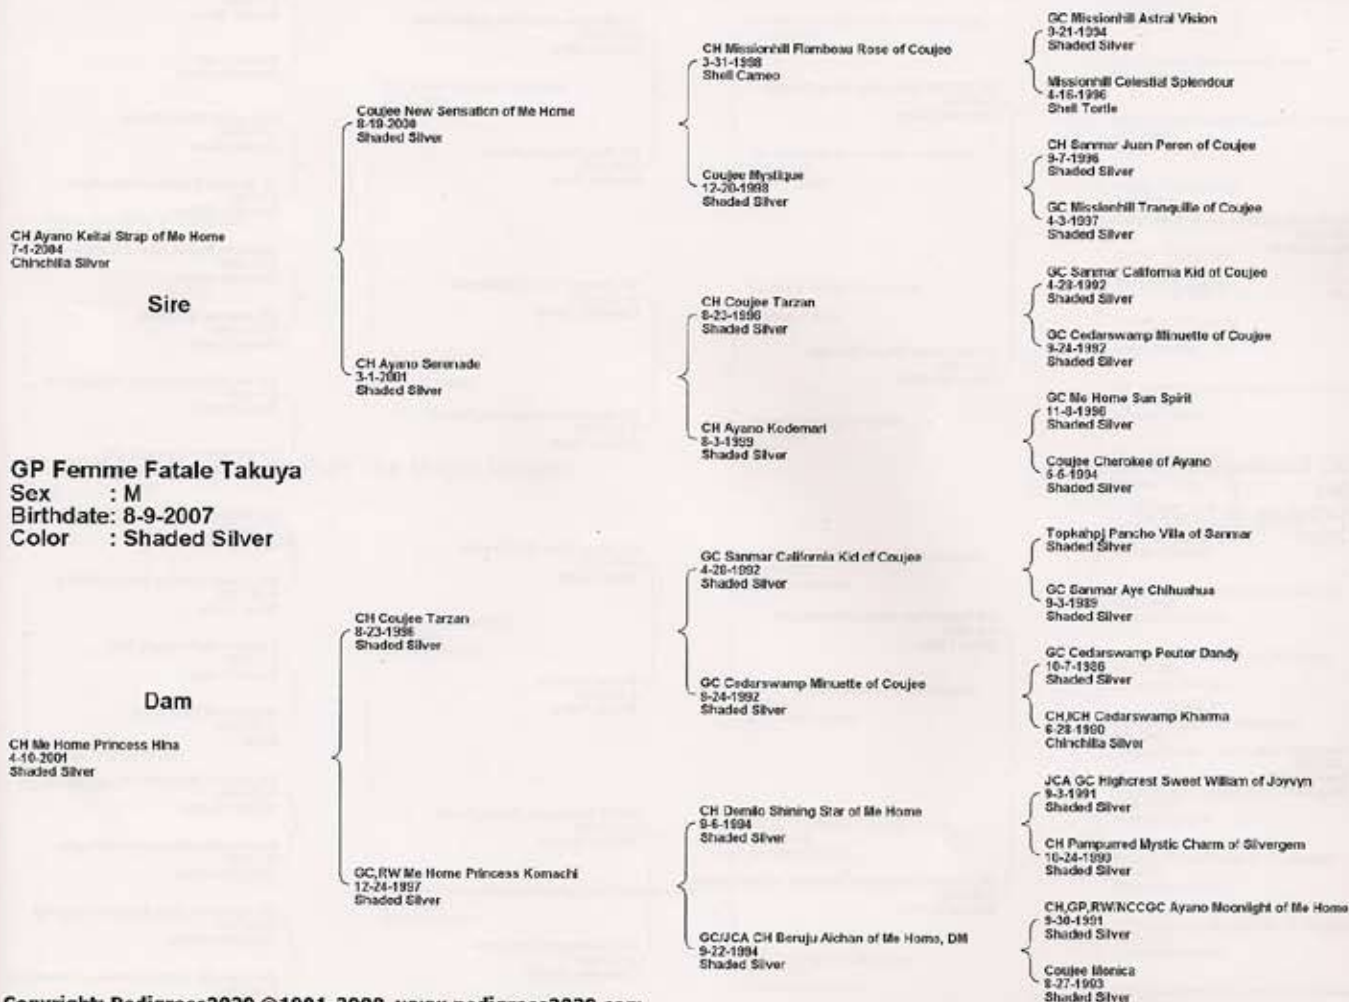 GC Missionhill Astral Vision
9-21-1994
Shaded Silver
CH Missionhill Flambeau Rose of Coujee
3-31-1998
Shell Cameo
Missionhill Celestial Splendour
4-16-1996
Shell Tortie
Coujee New Sensation of Me Home
8-19-2000
Shaded Silver
CH Sanmar Juan Peron of Coujee
9-7-1996
Shaded Silver
Coujee Mystique
12-20-1998
Shaded Silver
GC Missionhill Tranquille of Coujee
4-3-1997
Shaded Silver
CH Ayano Keitai Strap of Me Home
7-1-2004
Chinchilla Silver
Sire
GC Sanmar California Kid of Coujee
4-28-1992
Shaded Silver
CH Coujee Tarzan
8-23-1996
Shaded Silver
GC Cedarswamp Minuette of Coujee
9-24-1992
Shaded Silver
CH Ayano Serenade
3-1-2001
Shaded Silver
GC Me Home Sun Spirit
11-8-1996
Shaded Silver
CH Ayano Kodemari
8-3-1999
Shaded Silver
Coujee Cherokee of Ayano
Shaded Silver
GP Femme Fatale Takuya
Sex : M
Birthdate: 8-9-2007
Color : Shaded Silver
Pancho Villa of Sanmar
Shaded Silver
GC Sanmar California Kid of Coujee
4-28-1992
Shaded Silver
GC Sanmar Aye Chihuahua
9-3-1989
Shaded Silver
CH Coujee Tarzan
8-23-1996
Shaded Silver
GC Cedarswamp Pewter Dandy
10-7-1986
Shaded Silver
GC Cedarswamp Minuette of Coujee
9-24-1992
Shaded Silver
CH,ICH Cedarswamp Kharma
6-28-1990
Chinchilla Silver
Dam
CH Me Home Princess Hina
4-10-2001
Shaded Silver
JCA GC Highcrest Sweet William of Joyvyn
9-3-1991
Shaded Silver
CH Demilo Shining Star of Me Home
9-6-1994
Shaded Silver
CH Pampurred Mystic Charm of Silvergem
10-24-1990
Shaded Silver
GC,RW Me Home Princess Komachi
12-24-1997
Shaded Silver
CH,GP,RW/NCCGC Ayano Moonlight of Me Home
9-30-1991
Shaded Silver
GC/JCA CH Beruju Aichan of Me Home, DM
9-22-1994
Shaded Silver
Coujee Monica
8-27-1993
Shaded Silver